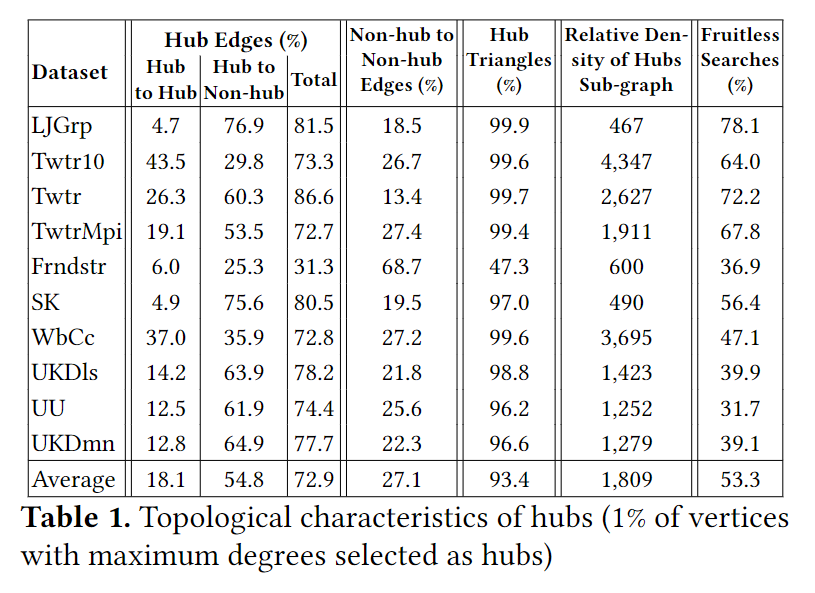 Dataset | Hub Edges (%) | Non-hub to Non-hub Edges (%) | Hub Triangles (%) | Relative Den- sity of Hubs Sub-graph | Fruitless Searches (%)
Hub to Hub | Hub to Non-hub | Total
LJGrp 4.7 76.9 81.5 18.5 99.9 467 78.1
Twtr10 43.5 29.8 73.3 26.7 99.6 4,347 64.0
Twtr 26.3 60.3 86.6 13.4 99.7 2,627 72.2
TwtrMpi 19.1 53.5 72.7 27.4 99.4 1,911 67.8
Frndstr 6.0 25.3 31.3 68.7 47.3 600 36.9
SK 4.9 75.6 80.5 19.5 97.0 490 56.4
WbCc 37.0 35.9 72.8 27.2 99.6 3,695 47.1
UKDls 14.2 63.9 78.2 21.8 98.8 1,423 39.9
UU 12.5 61.9 74.4 25.6 96.2 1,252 31.7
UKDmn 12.8 64.9 77.7 22.3 96.6 1,279 39.1
Average 18.1 54.8 72.9 27.1 93.4 1,809 53.3
Table 1. Topological characteristics of hubs (1% of vertices
with maximum degrees selected as hubs)